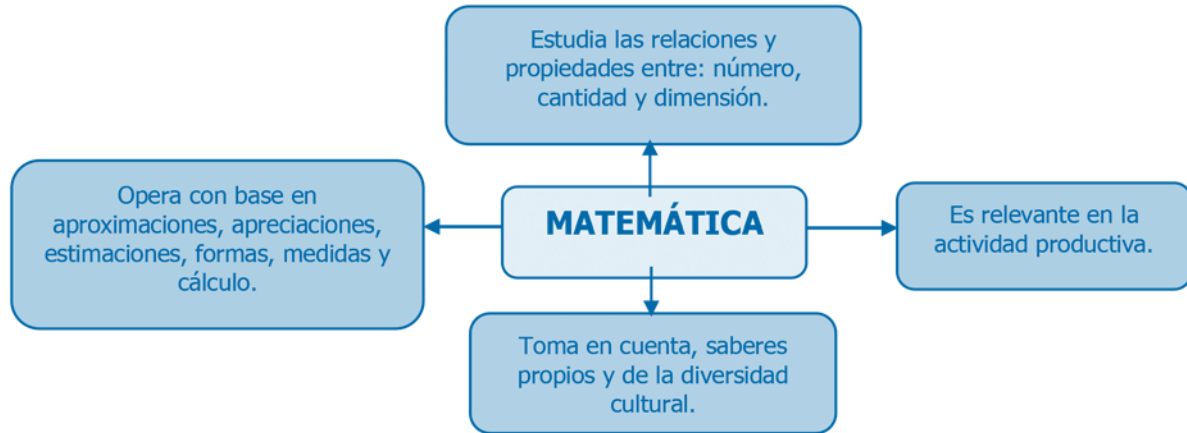 Estudia las relaciones y
propiedades entre: número,
cantidad y dimensión.
Opera con base en
aproximaciones, apreciaciones,
estimaciones, formas, medidas y
cálculo.
MATEMÁTICA
Es relevante en la
actividad productiva.
Toma en cuenta, saberes
propios y de la diversidad
cultural.